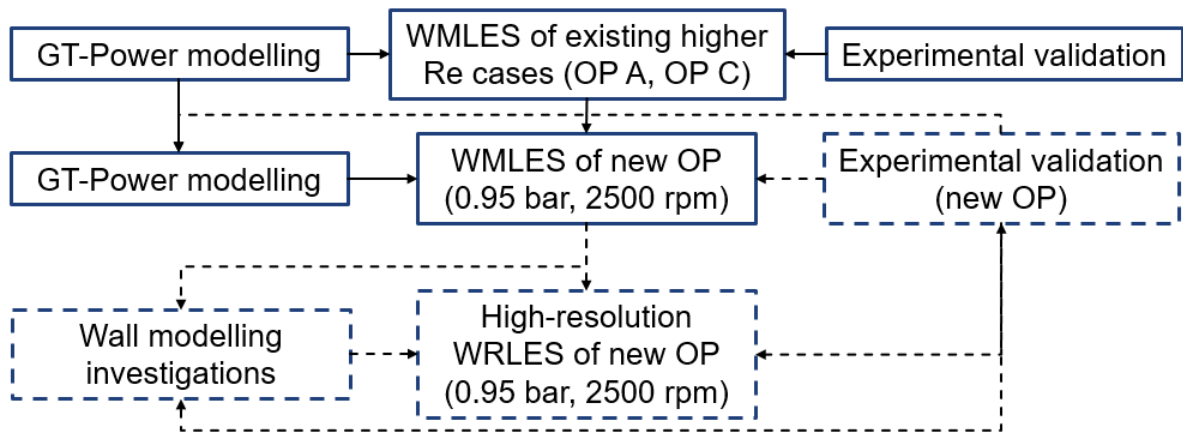 GT-Power modelling
WMLES of existing higher
Re cases (OP A, OP C)
Experimental validation
GT-Power modelling
WMLES of new OP
(0.95 bar, 2500 rpm)
Experimental validation
(new OP)
Wall modelling
investigations
High-resolution
WRLES of new OP
(0.95 bar, 2500 rpm)